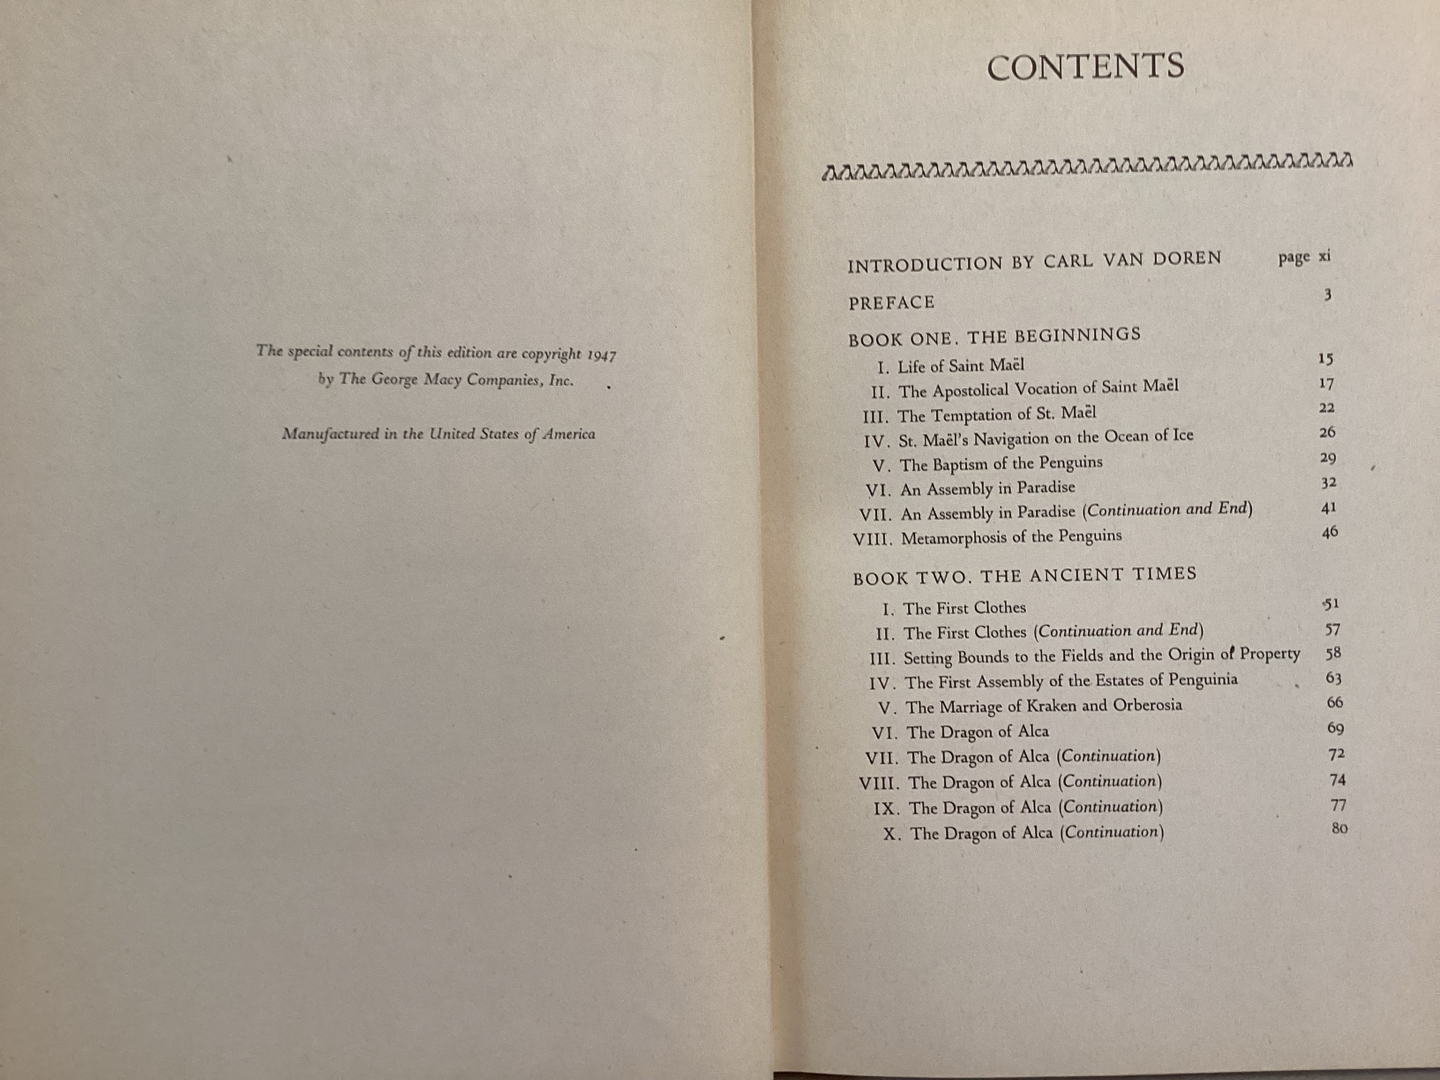 The special contents of this edition are copyright 1947
by The George Macy Companies, Inc.
Manufactured in the United States of America
CONTENTS
INTRODUCTION BY CARL VAN DOREN page xi
PREFACE 3
BOOK ONE. THE BEGINNINGS
I. Life of Saint Maël 15
II. The Apostolical Vocation of Saint Maël 17
III. The Temptation of St. Maël 22
IV. St. Maël's Navigation on the Ocean of Ice 26
V. The Baptism of the Penguins 29
VI. An Assembly in Paradise 32
VII. An Assembly in Paradise (Continuation and End) 41
VIII. Metamorphosis of the Penguins 46
BOOK TWO. THE ANCIENT TIMES
I. The First Clothes 51
II. The First Clothes (Continuation and End) 57
III. Setting Bounds to the Fields and the Origin of Property 58
IV. The First Assembly of the Estates of Penguinia 63
V. The Marriage of Kraken and Orberosia 66
VI. The Dragon of Alca 69
VII. The Dragon of Alca (Continuation) 72
VIII. The Dragon of Alca (Continuation) 74
IX. The Dragon of Alca (Continuation) 77
X. The Dragon of Alca (Continuation) 80